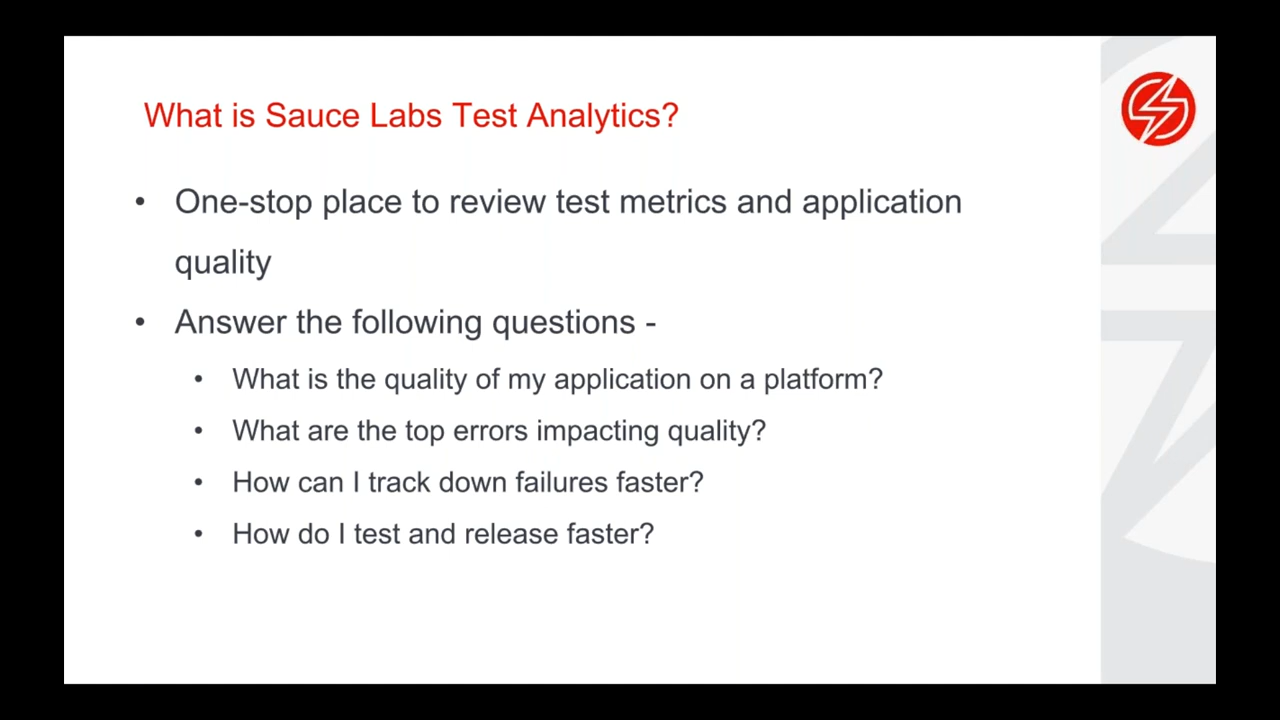 What is Sauce Labs Test Analytics?
• One-stop place to review test metrics and application
quality
• Answer the following questions -
• What is the quality of my application on a platform?
• What are the top errors impacting quality?
• How can I track down failures faster?
• How do I test and release faster?